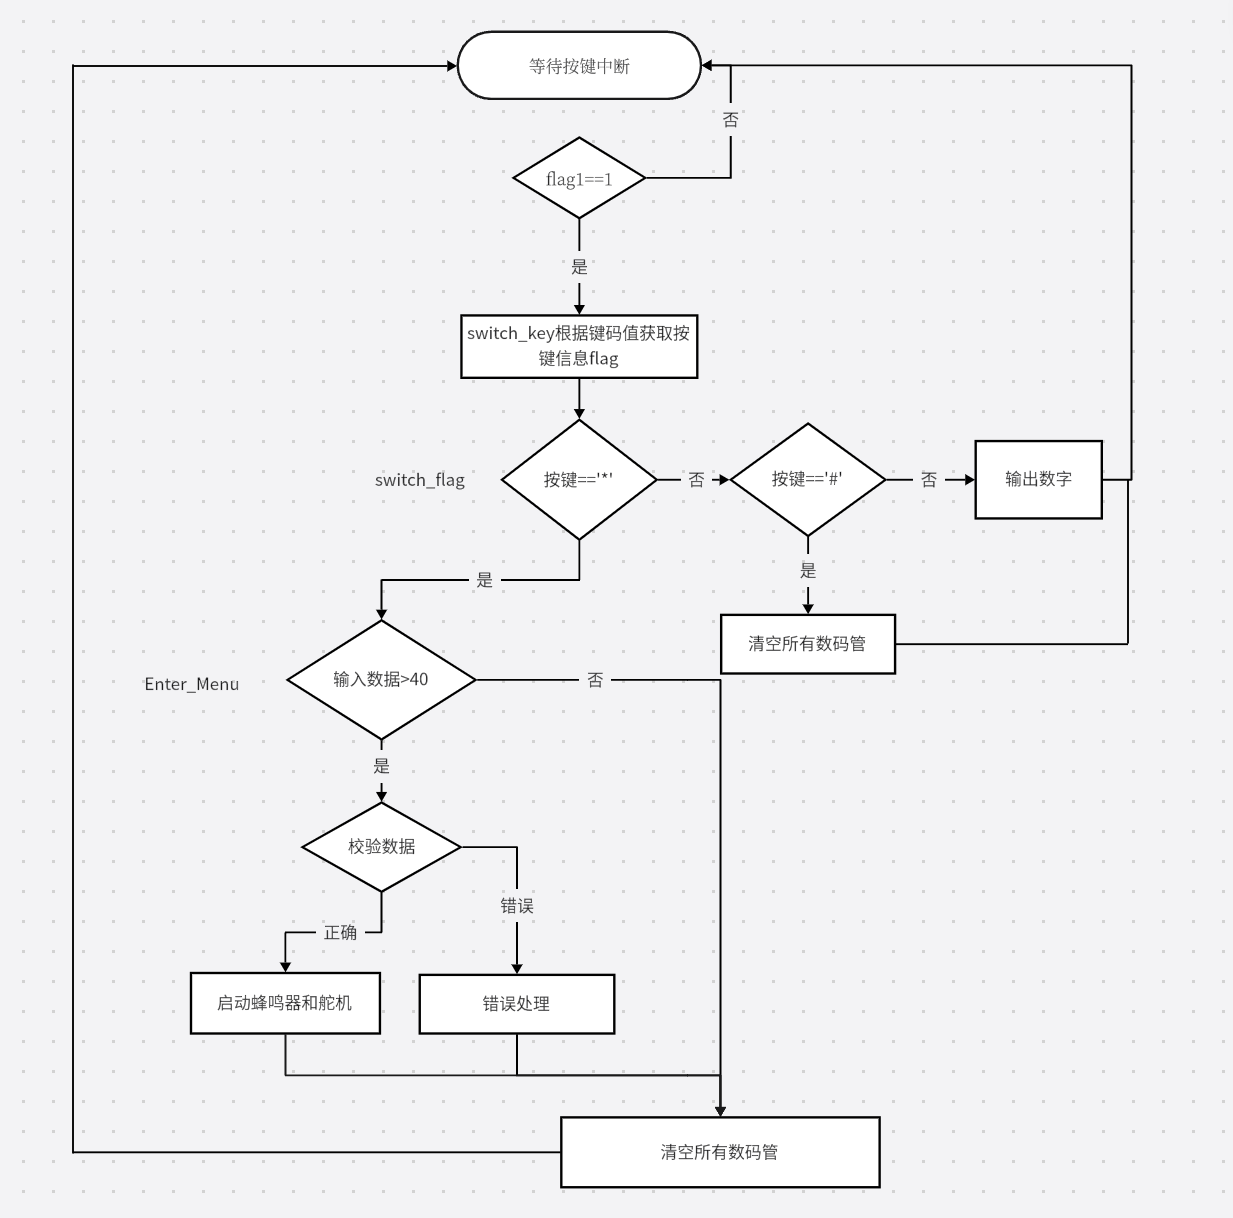 等待按键中断
否
flag1==1
是
switch_key根据键码值获取按
键信息flag
switch_flag
按键=='*'
否
按键=='#'
否
输出数字
是
是
清空所有数码管
Enter_Menu
输入数据>40
否
是
校验数据
错误
正确
启动蜂鸣器和舵机
错误处理
清空所有数码管